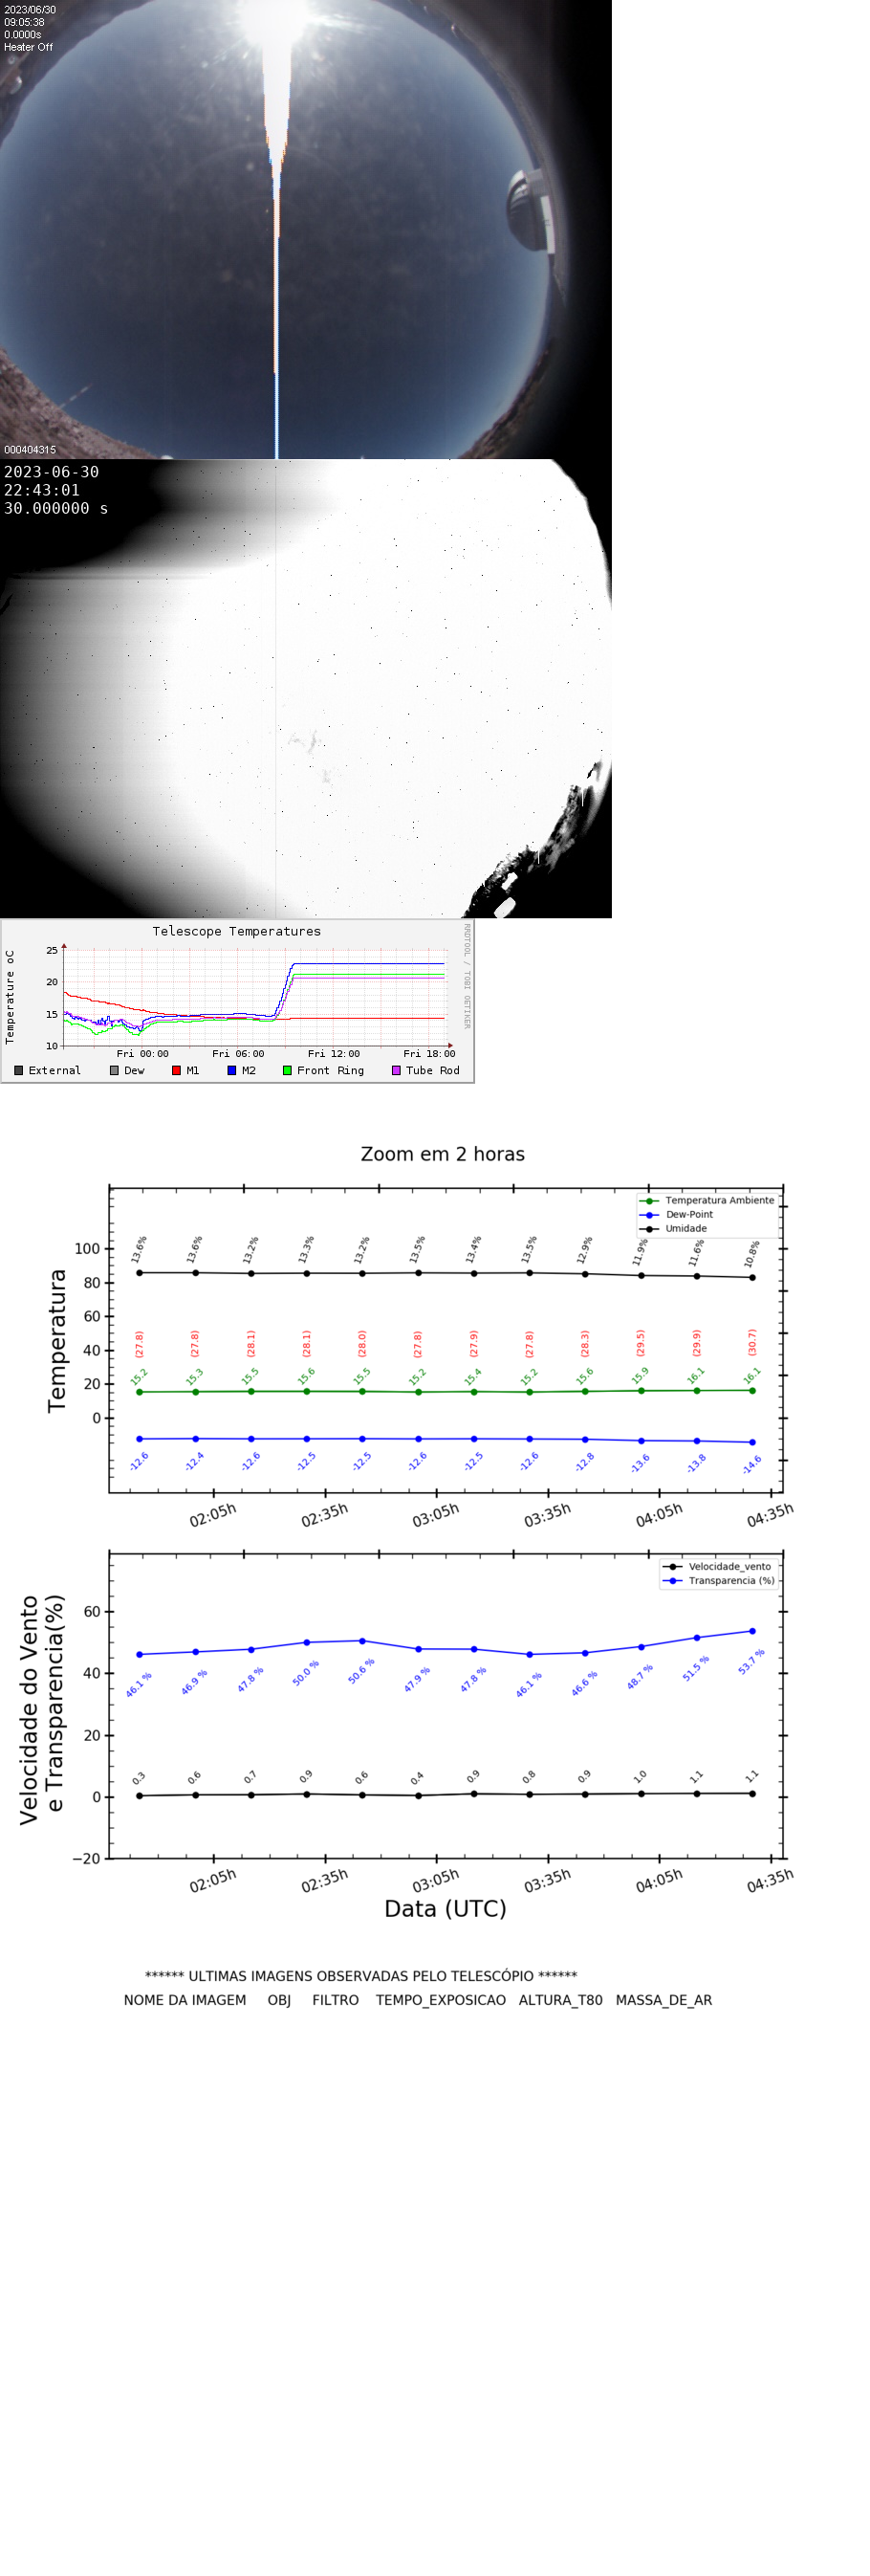 2023/06/30
09:05:38
0.0000s
Heater Off
000404315
2023-06-30
22:43:01
30.000000 s
Telescope Temperatures
RRDTOOL / TOBI OETIKER
Temperature oC
25
20
15
10
Fri 00:00 Fri 06:00 Fri 12:00 Fri 18:00
External Dew M1 M2 Front Ring Tube Rod
Zoom em 2 horas
Temperatura Ambiente
Dew-Point
Umidade
Temperatura
100
80
60
40
20
0
13.6% 13.6% 13.2% 13.3% 13.2% 13.5% 13.4% 13.5% 12.9% 11.9% 11.6% 10.8%
(27.8) (27.8) (28.1) (28.1) (28.0) (27.8) (27.9) (27.8) (28.3) (29.5) (29.9) (30.7)
15.2 15.3 15.5 15.6 15.5 15.2 15.4 15.2 15.6 15.9 16.1 16.1
-12.6 -12.4 -12.6 -12.5 -12.5 -12.6 -12.5 -12.6 -12.8 -13.6 -13.8 -14.6
02:05h 02:35h 03:05h 03:35h 04:05h 04:35h
Velocidade_vento
Transparencia (%)
Velocidade do Vento
e Transparencia(%)
60
40
20
0
−20
46.1 % 46.9 % 47.8 % 50.0 % 50.6 % 47.9 % 47.8 % 46.1 % 46.6 % 48.7 % 51.5 % 53.7 %
0.3 0.6 0.7 0.9 0.6 0.4 0.9 0.8 0.9 1.0 1.1 1.1
02:05h 02:35h 03:05h 03:35h 04:05h 04:35h
Data (UTC)
****** ULTIMAS IMAGENS OBSERVADAS PELO TELESCÓPIO ******
NOME DA IMAGEM OBJ FILTRO TEMPO_EXPOSICAO ALTURA_T80 MASSA_DE_AR